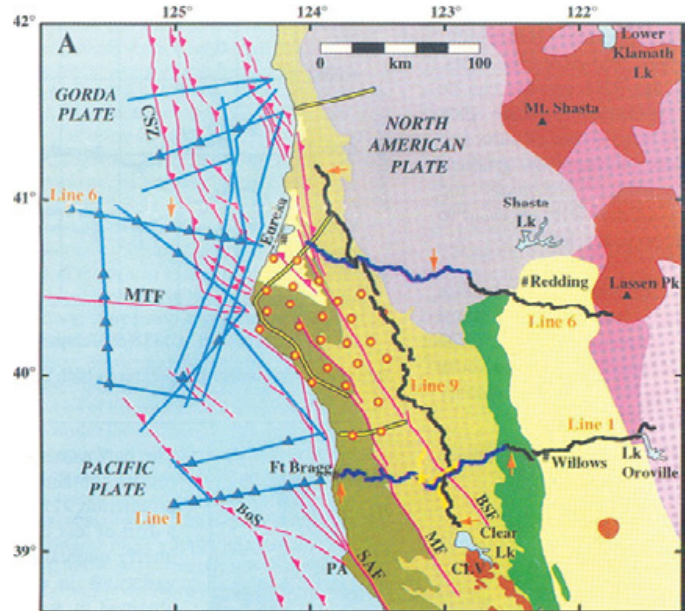 125°
124°
123°
122°
42°
A
0
km
100
Lower
Klamath
Lk
GORDA
PLATE
CSZ
Mt. Shasta
NORTH
AMERICAN
PLATE
41°
Line 6
Eureka
Shasta
Lk
#Redding
Lassen Pk
MTF
Line 6
40°
Line 9
Line 1
PACIFIC
PLATE
Ft Bragg
#Willows
Lk
Oroville
Line 1
BoS
BSF
MF
Clear
Lk
39°
PA
SAF
CLV